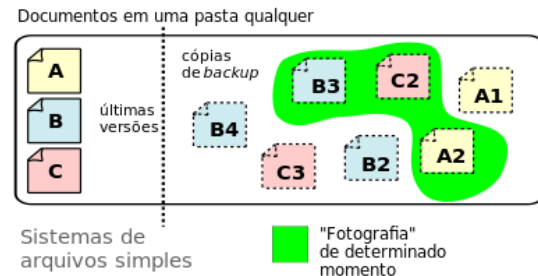 Documentos em uma pasta qualquer
A
B
C
últimas
versões
cópias
de backup
B4
B3
C2
A1
C3
B2
A2
Sistemas de
arquivos simples
"Fotografia"
de determinado
momento